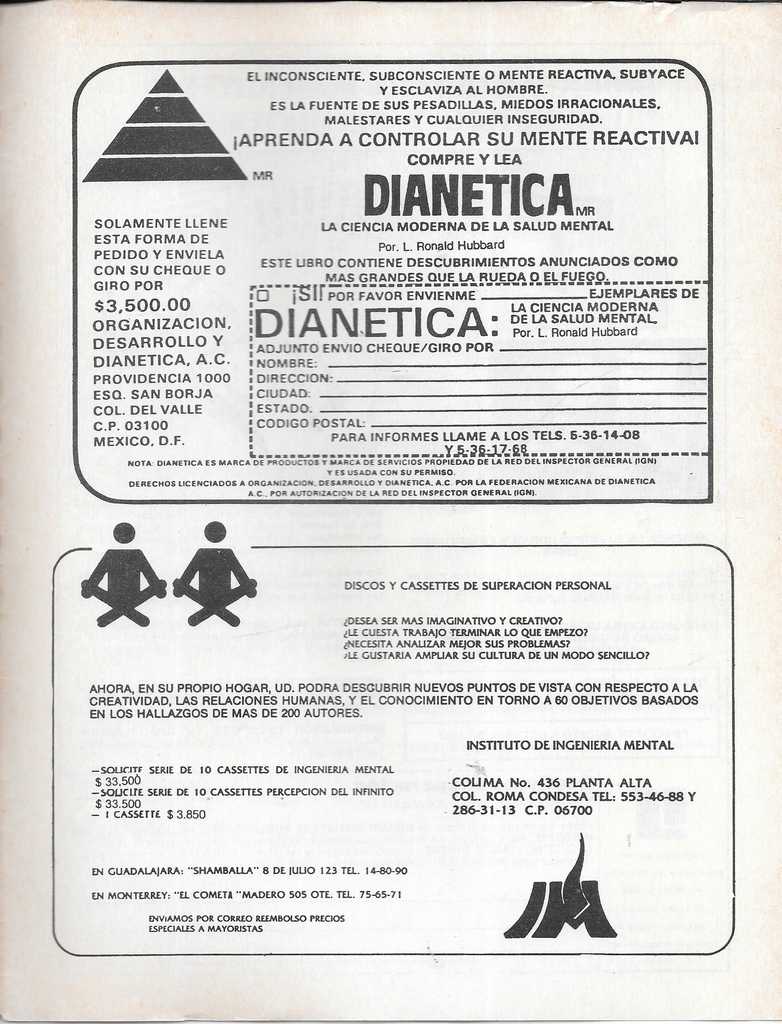 EL INCONSCIENTE, SUBCONSCIENTE O MENTE REACTIVA, SUBYACE
Y ESCLAVIZA AL HOMBRE.
ES LA FUENTE DE SUS PESADILLAS, MIEDOS IRRACIONALES,
MALESTARES Y CUALQUIER INSEGURIDAD.
¡APRENDA A CONTROLAR SU MENTE REACTIVA!
COMPRE Y LEA
MR
DIANETICA MR
LA CIENCIA MODERNA DE LA SALUD MENTAL
Por. L. Ronald Hubbard
ESTE LIBRO CONTIENE DESCUBRIMIENTOS ANUNCIADOS COMO
MAS GRANDES QUE LA RUEDA O EL FUEGO.
SOLAMENTE LLENE
ESTA FORMA DE
PEDIDO Y ENVIELA
CON SU CHEQUE O
GIRO POR
$3,500.00
ORGANIZACION,
DESARROLLO Y
DIANETICA, A.C.
PROVIDENCIA 1000
ESQ. SAN BORJA
COL. DEL VALLE
C.P. 03100
MEXICO, D.F.
¡SI! POR FAVOR ENVIENME EJEMPLARES DE
DIANETICA: LA CIENCIA MODERNA
DE LA SALUD MENTAL,
Por. L. Ronald Hubbard
ADJUNTO ENVIO CHEQUE/GIRO POR
NOMBRE:
DIRECCION:
CIUDAD:
ESTADO.
CODIGO POSTAL:
PARA INFORMES LLAME A LOS TELS. 5-36-14-08
Y 5-36-17-68
NOTA: DIANETICA ES MARCA DE PRODUCTOS Y MARCA DE SERVICIOS PROPIEDAD DE LA RED DEL INSPECTOR GENERAL (IGN)
Y ES USADA CON SU PERMISO.
DERECHOS LICENCIADOS A ORGANIZACION, DESARROLLO Y DIANETICA, A.C. POR LA FEDERACION MEXICANA DE DIANETICA
A.C., POR AUTORIZACION DE LA RED DEL INSPECTOR GENERAL (IGN).
DISCOS Y CASSETTES DE SUPERACION PERSONAL
¿DESEA SER MAS IMAGINATIVO Y CREATIVO?
¿LE CUESTA TRABAJO TERMINAR LO QUE EMPEZO?
¿NECESITA ANALIZAR MEJOR SUS PROBLEMAS?
¿LE GUSTARIA AMPLIAR SU CULTURA DE UN MODO SENCILLO?
AHORA, EN SU PROPIO HOGAR, UD. PODRA DESCUBRIR NUEVOS PUNTOS DE VISTA CON RESPECTO A LA
CREATIVIDAD, LAS RELACIONES HUMANAS, Y EL CONOCIMIENTO EN TORNO A 60 OBJETIVOS BASADOS
EN LOS HALLAZGOS DE MAS DE 200 AUTORES.
INSTITUTO DE INGENIERIA MENTAL
—SOLICITE SERIE DE 10 CASSETTES DE INGENIERIA MENTAL
$ 33,500
—SOLICITE SERIE DE 10 CASSETTES PERCEPCION DEL INFINITO
$ 33.500
— 1 CASSETTE $ 3.850
COLIMA No. 436 PLANTA ALTA
COL. ROMA CONDESA TEL: 553-46-88 Y
286-31-13 C.P. 06700
EN GUADALAJARA: "SHAMBALLA" 8 DE JULIO 123 TEL. 14-80-90
EN MONTERREY: "EL COMETA "MADERO 505 OTE. TEL. 75-65-71
ENVIAMOS POR CORREO REEMBOLSO PRECIOS
ESPECIALES A MAYORISTAS